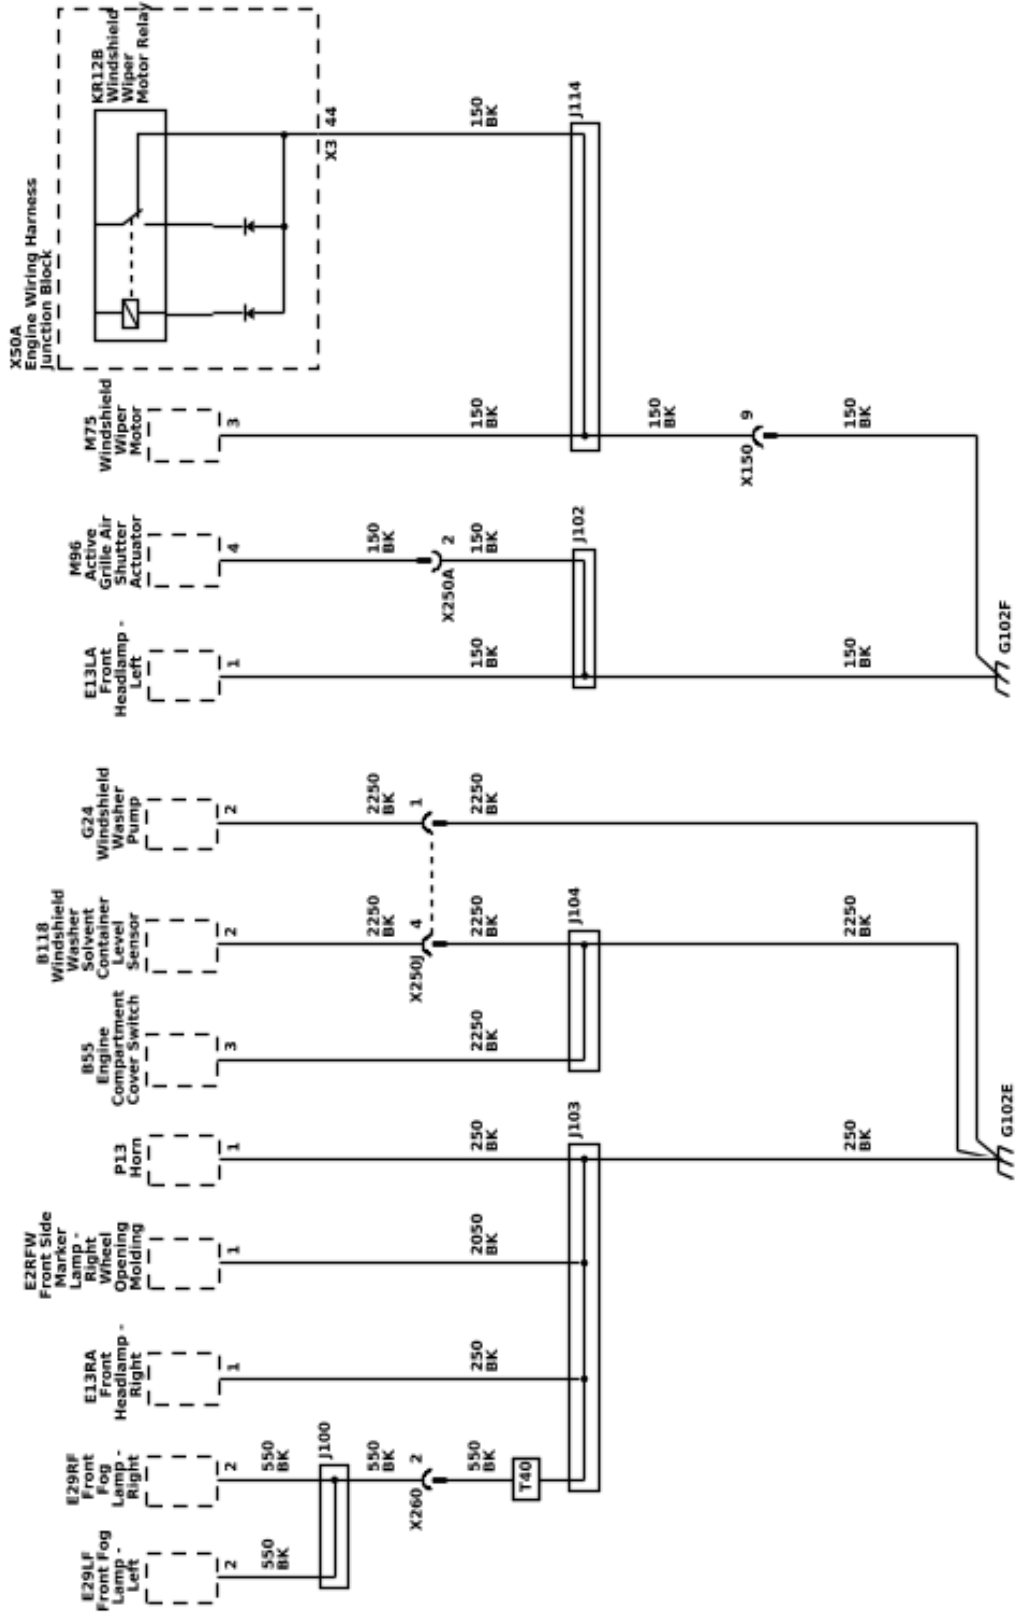 E29LF
Front Fog
Lamp -
Left
2
550
BK
E29RF
Front
Fog
Lamp -
Right
2
550
BK
J100
550
BK
2
X260
550
BK
T40
E13RA
Front
Headlamp -
Right
1
250
BK
E2RFW
Front Side
Marker
Lamp -
Right
Wheel
Opening
Molding
1
2050
BK
P13
Horn
1
250
BK
J103
250
BK
G102E
B55
Engine
Compartment
Cover Switch
3
2250
BK
B118
Windshield
Washer
Solvent
Container
Level
Sensor
2
2250
BK
4
X250J
2250
BK
J104
2250
BK
G24
Windshield
Washer
Pump
2
2250
BK
1
2250
BK
E13LA
Front
Headlamp -
Left
1
150
BK
150
BK
G102F
M96
Active
Grille Air
Shutter
Actuator
4
150
BK
2
X250A
150
BK
J102
M75
Windshield
Wiper
Motor
3
150
BK
150
BK
9
X150
150
BK
X50A
Engine Wiring Harness
Junction Block
KR12B
Windshield
Wiper
Motor Relay
X3
44
150
BK
J114